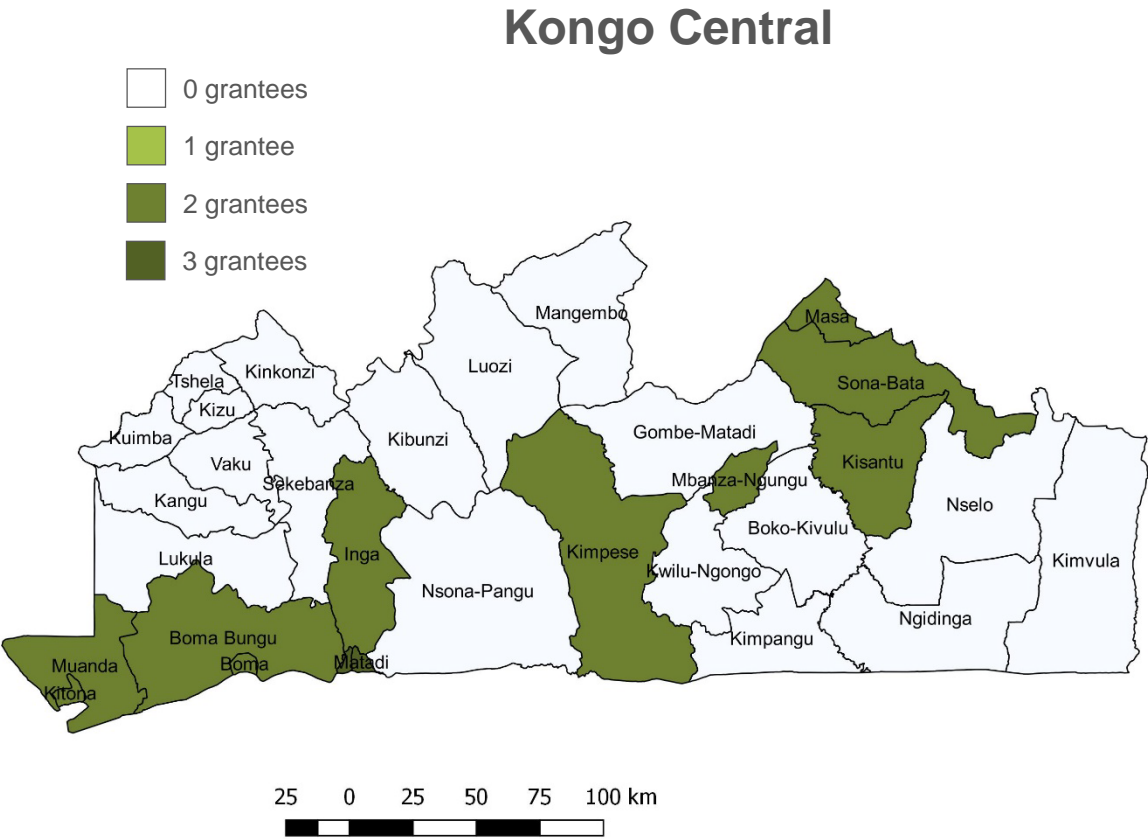 Kongo Central
0 grantees
1 grantee
2 grantees
3 grantees
Mangembo
Masa
Luozi
Kinkonzi
Tshela
Sona-Bata
Kizu
Gombe-Matadi
Kuimba
Kibunzi
Vaku
Kisantu
Mbanza-Ngungu
Sekebanza
Kangu
Nselo
Boko-Kivulu
Inga
Kimpese
Lukula
Kimvula
Kwilu-Ngongo
Nsona-Pangu
Ngidinga
Boma Bungu
Kimpangu
Muanda
Boma
Matadi
Kitona
25 0 25 50 75 100 km